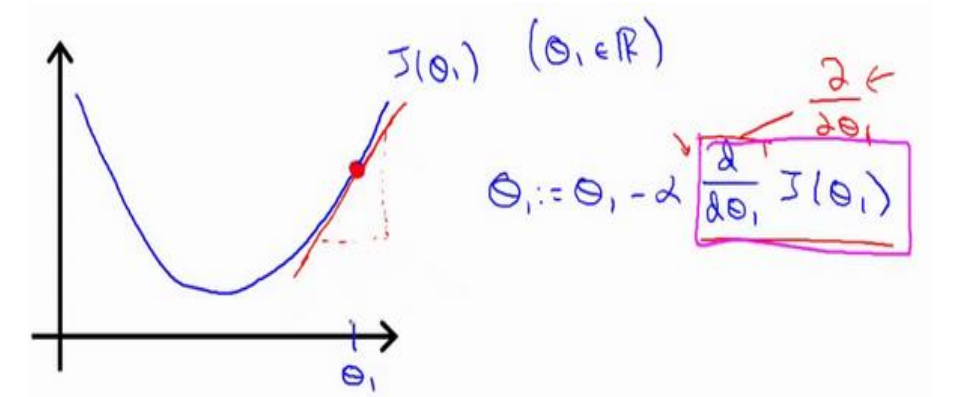 J(θ₁) (θ₁ ∈ ℝ)
∂/∂θ₁ ←
θ₁ := θ₁ - α d/dθ₁ J(θ₁)
θ₁